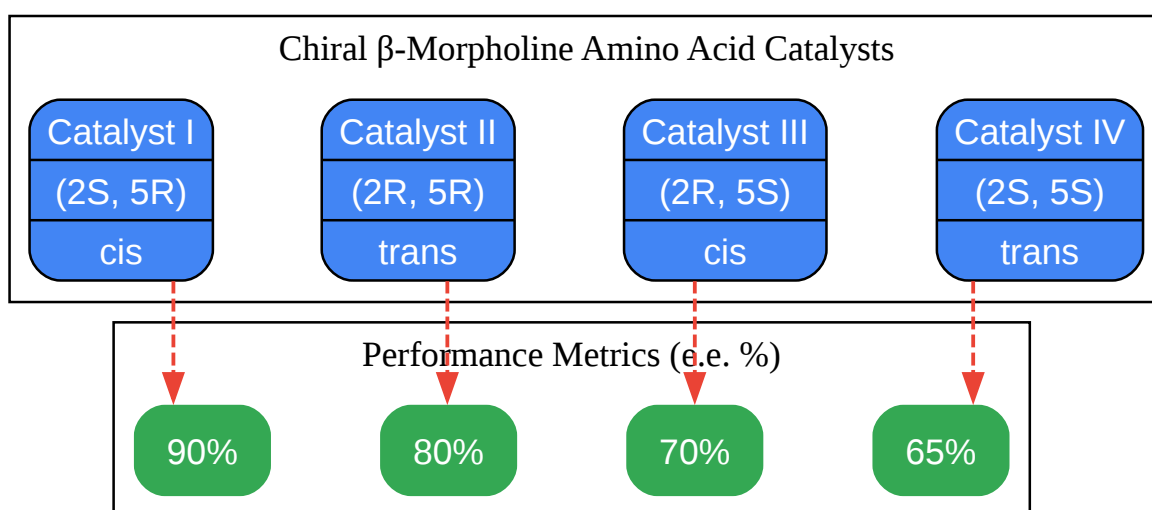 Chiral β-Morpholine Amino Acid Catalysts
Catalyst I
(2S, 5R)
cis
Catalyst II
(2R, 5R)
trans
Catalyst III
(2R, 5S)
cis
Catalyst IV
(2S, 5S)
trans
Performance Metrics (e.e. %)
90%
80%
70%
65%